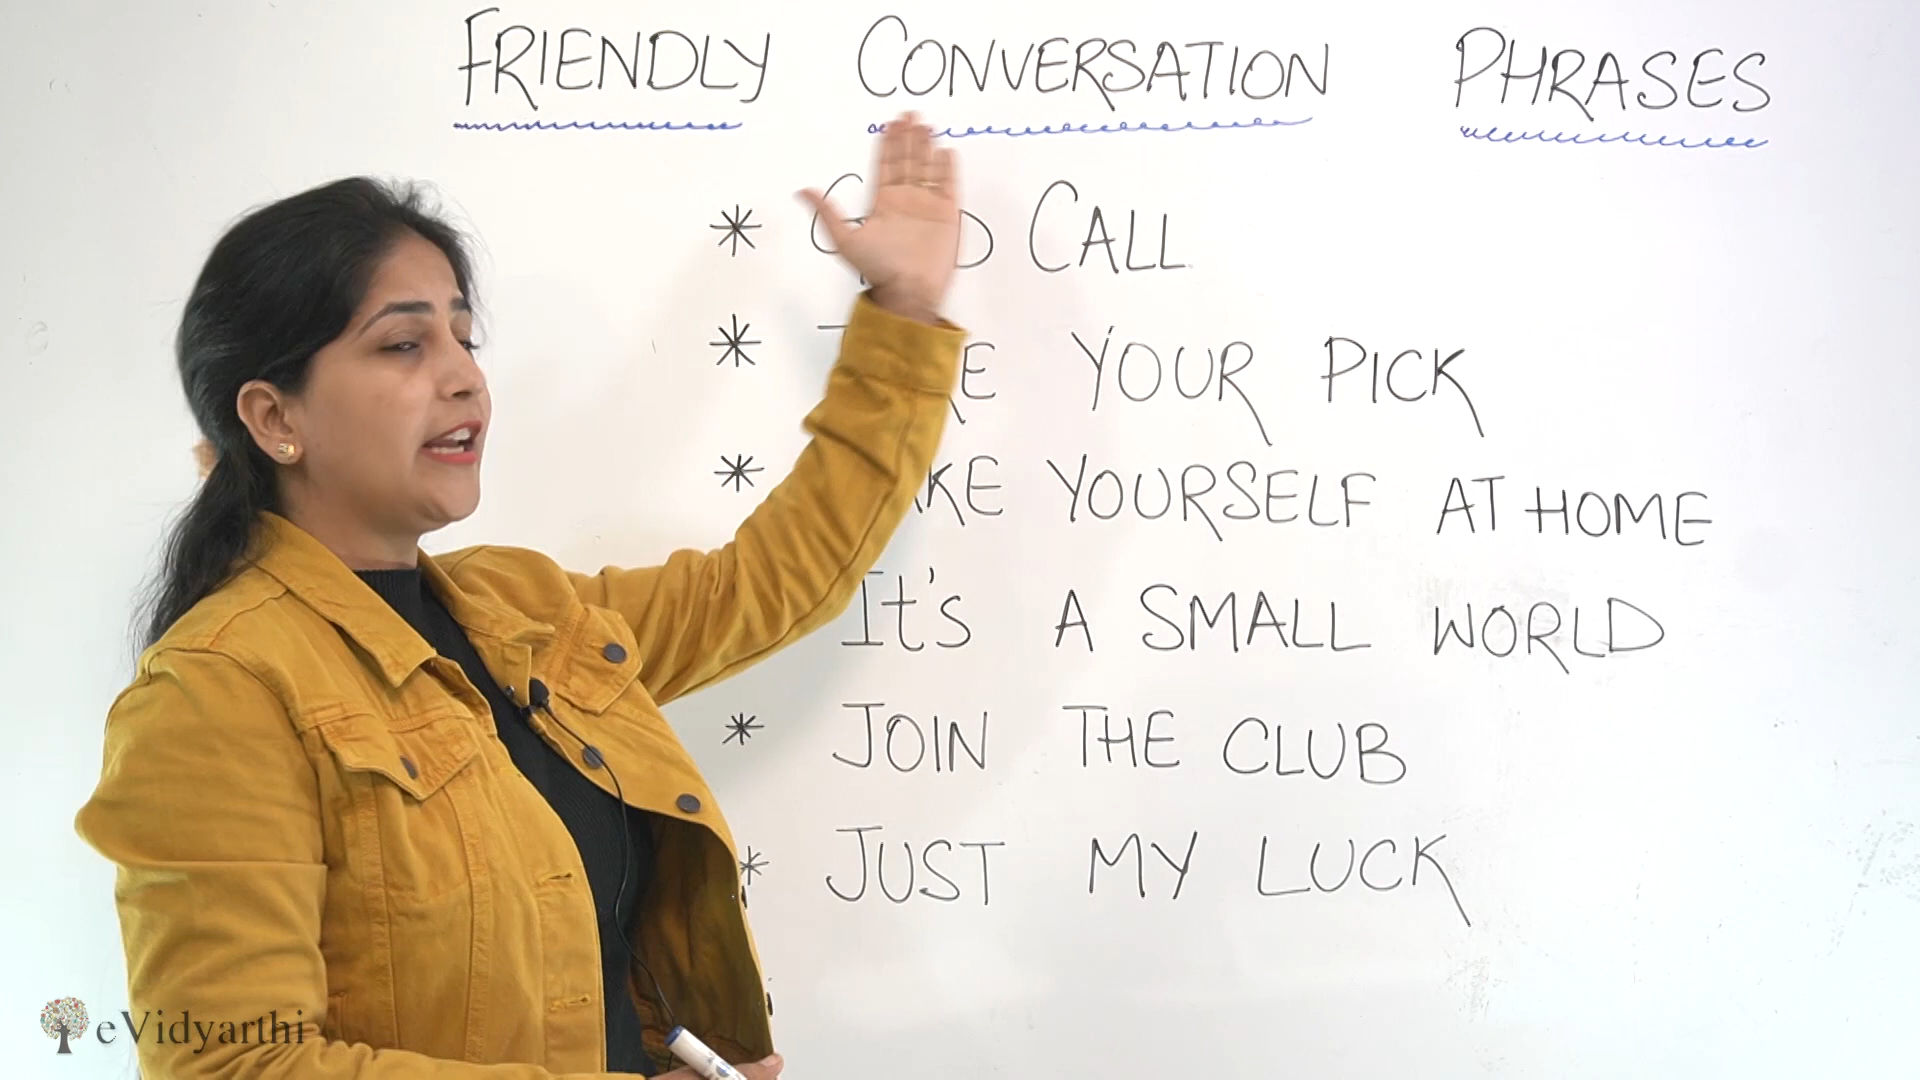 FRIENDLY CONVERSATION PHRASES
* CALL
* YOUR PICK
* YOURSELF AT HOME
It's A SMALL WORLD
* JOIN THE CLUB
* JUST MY LUCK
eVidyarthi